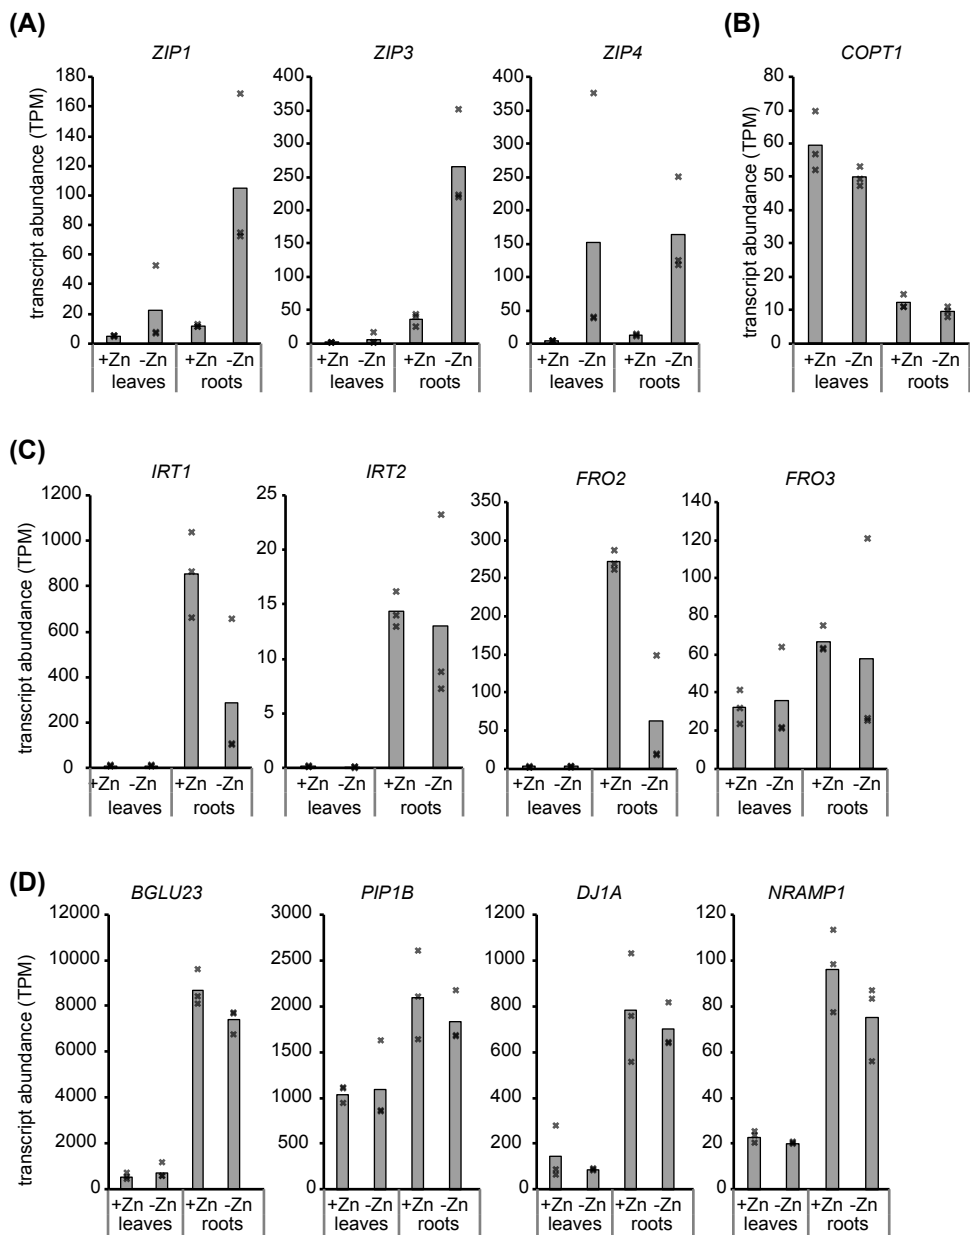 (A)
(B)
ZIP1
ZIP3
ZIP4
COPT1
transcript abundance (TPM)
180
160
140
120
100
80
60
40
20
0
400
350
300
250
200
150
100
50
0
400
350
300
250
200
150
100
50
0
transcript abundance (TPM)
80
70
60
50
40
30
20
10
0
+Zn -Zn +Zn -Zn
leaves roots
+Zn -Zn +Zn -Zn
leaves roots
+Zn -Zn +Zn -Zn
leaves roots
+Zn -Zn +Zn -Zn
leaves roots
(C)
IRT1
IRT2
FRO2
FRO3
transcript abundance (TPM)
1200
1000
800
600
400
200
0
25
20
15
10
5
0
350
300
250
200
150
100
50
0
140
120
100
80
60
40
20
0
+Zn -Zn +Zn -Zn
leaves roots
+Zn -Zn +Zn -Zn
leaves roots
+Zn -Zn +Zn -Zn
leaves roots
+Zn -Zn +Zn -Zn
leaves roots
(D)
BGLU23
PIP1B
DJ1A
NRAMP1
transcript abundance (TPM)
12000
10000
8000
6000
4000
2000
0
3000
2500
2000
1500
1000
500
0
1200
1000
800
600
400
200
0
120
100
80
60
40
20
0
+Zn -Zn +Zn -Zn
leaves roots
+Zn -Zn +Zn -Zn
leaves roots
+Zn -Zn +Zn -Zn
leaves roots
+Zn -Zn +Zn -Zn
leaves roots